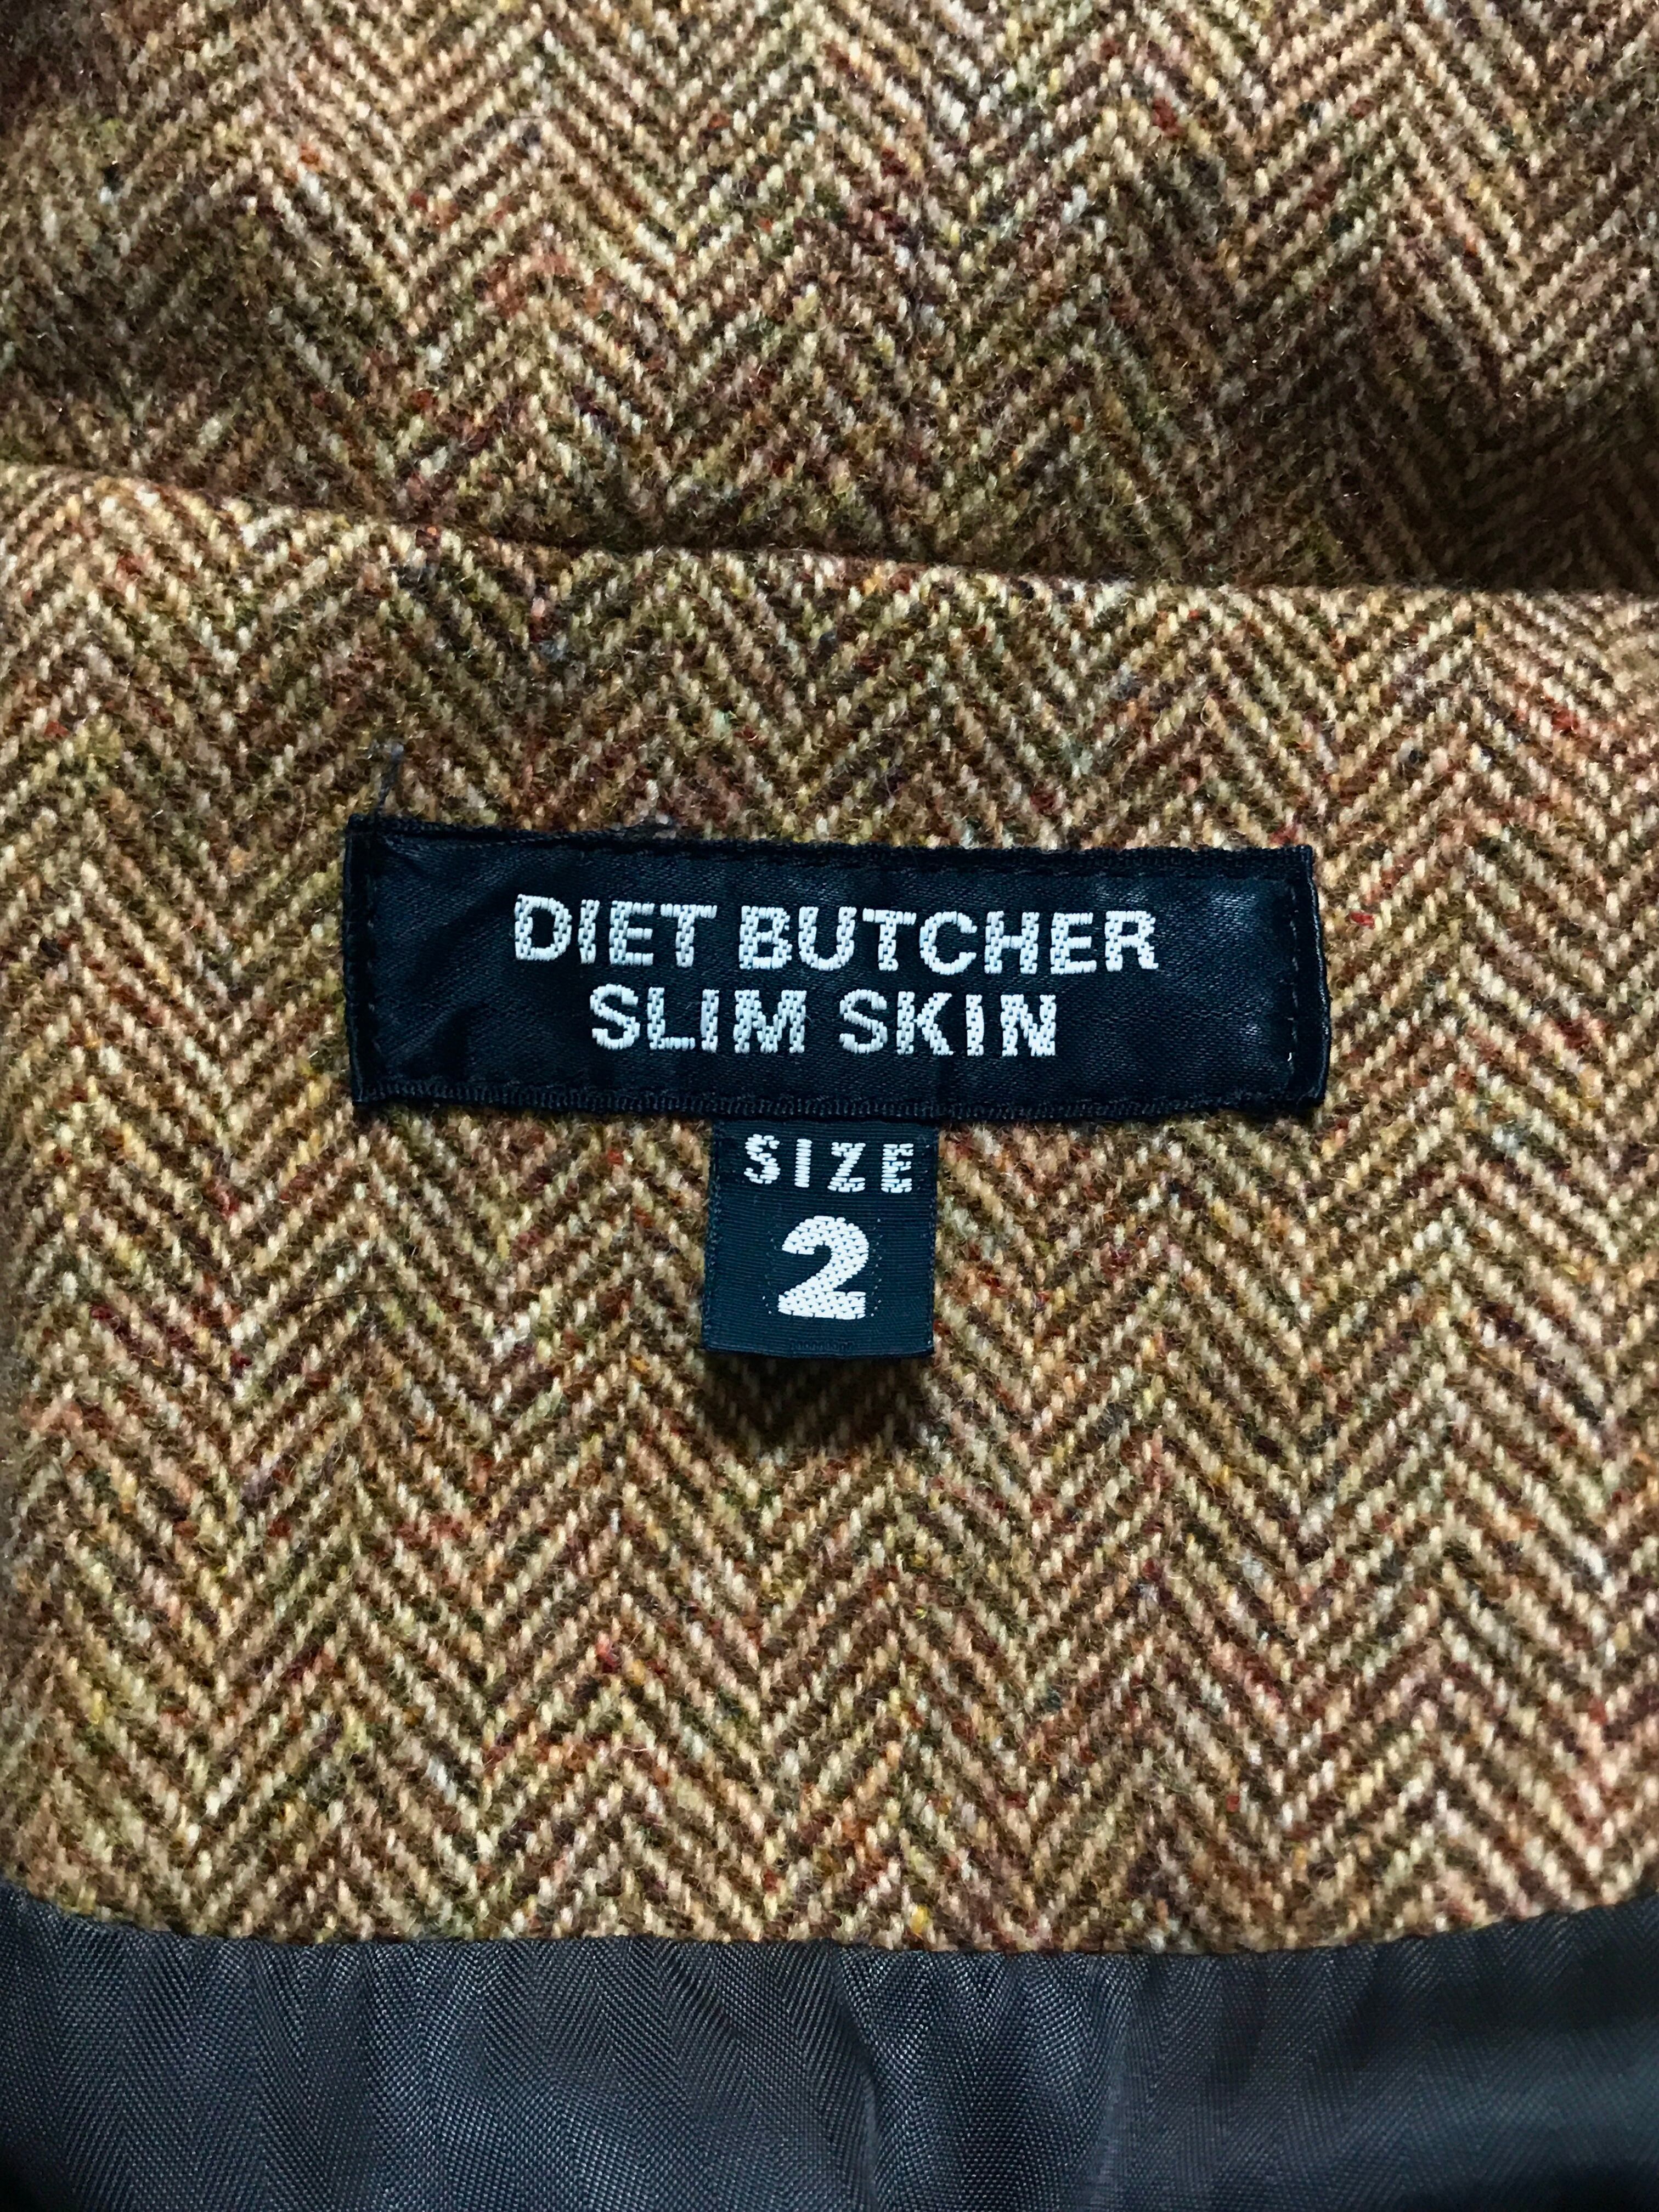 DIET BUTCHER
SLIM SKIN
SIZE
2